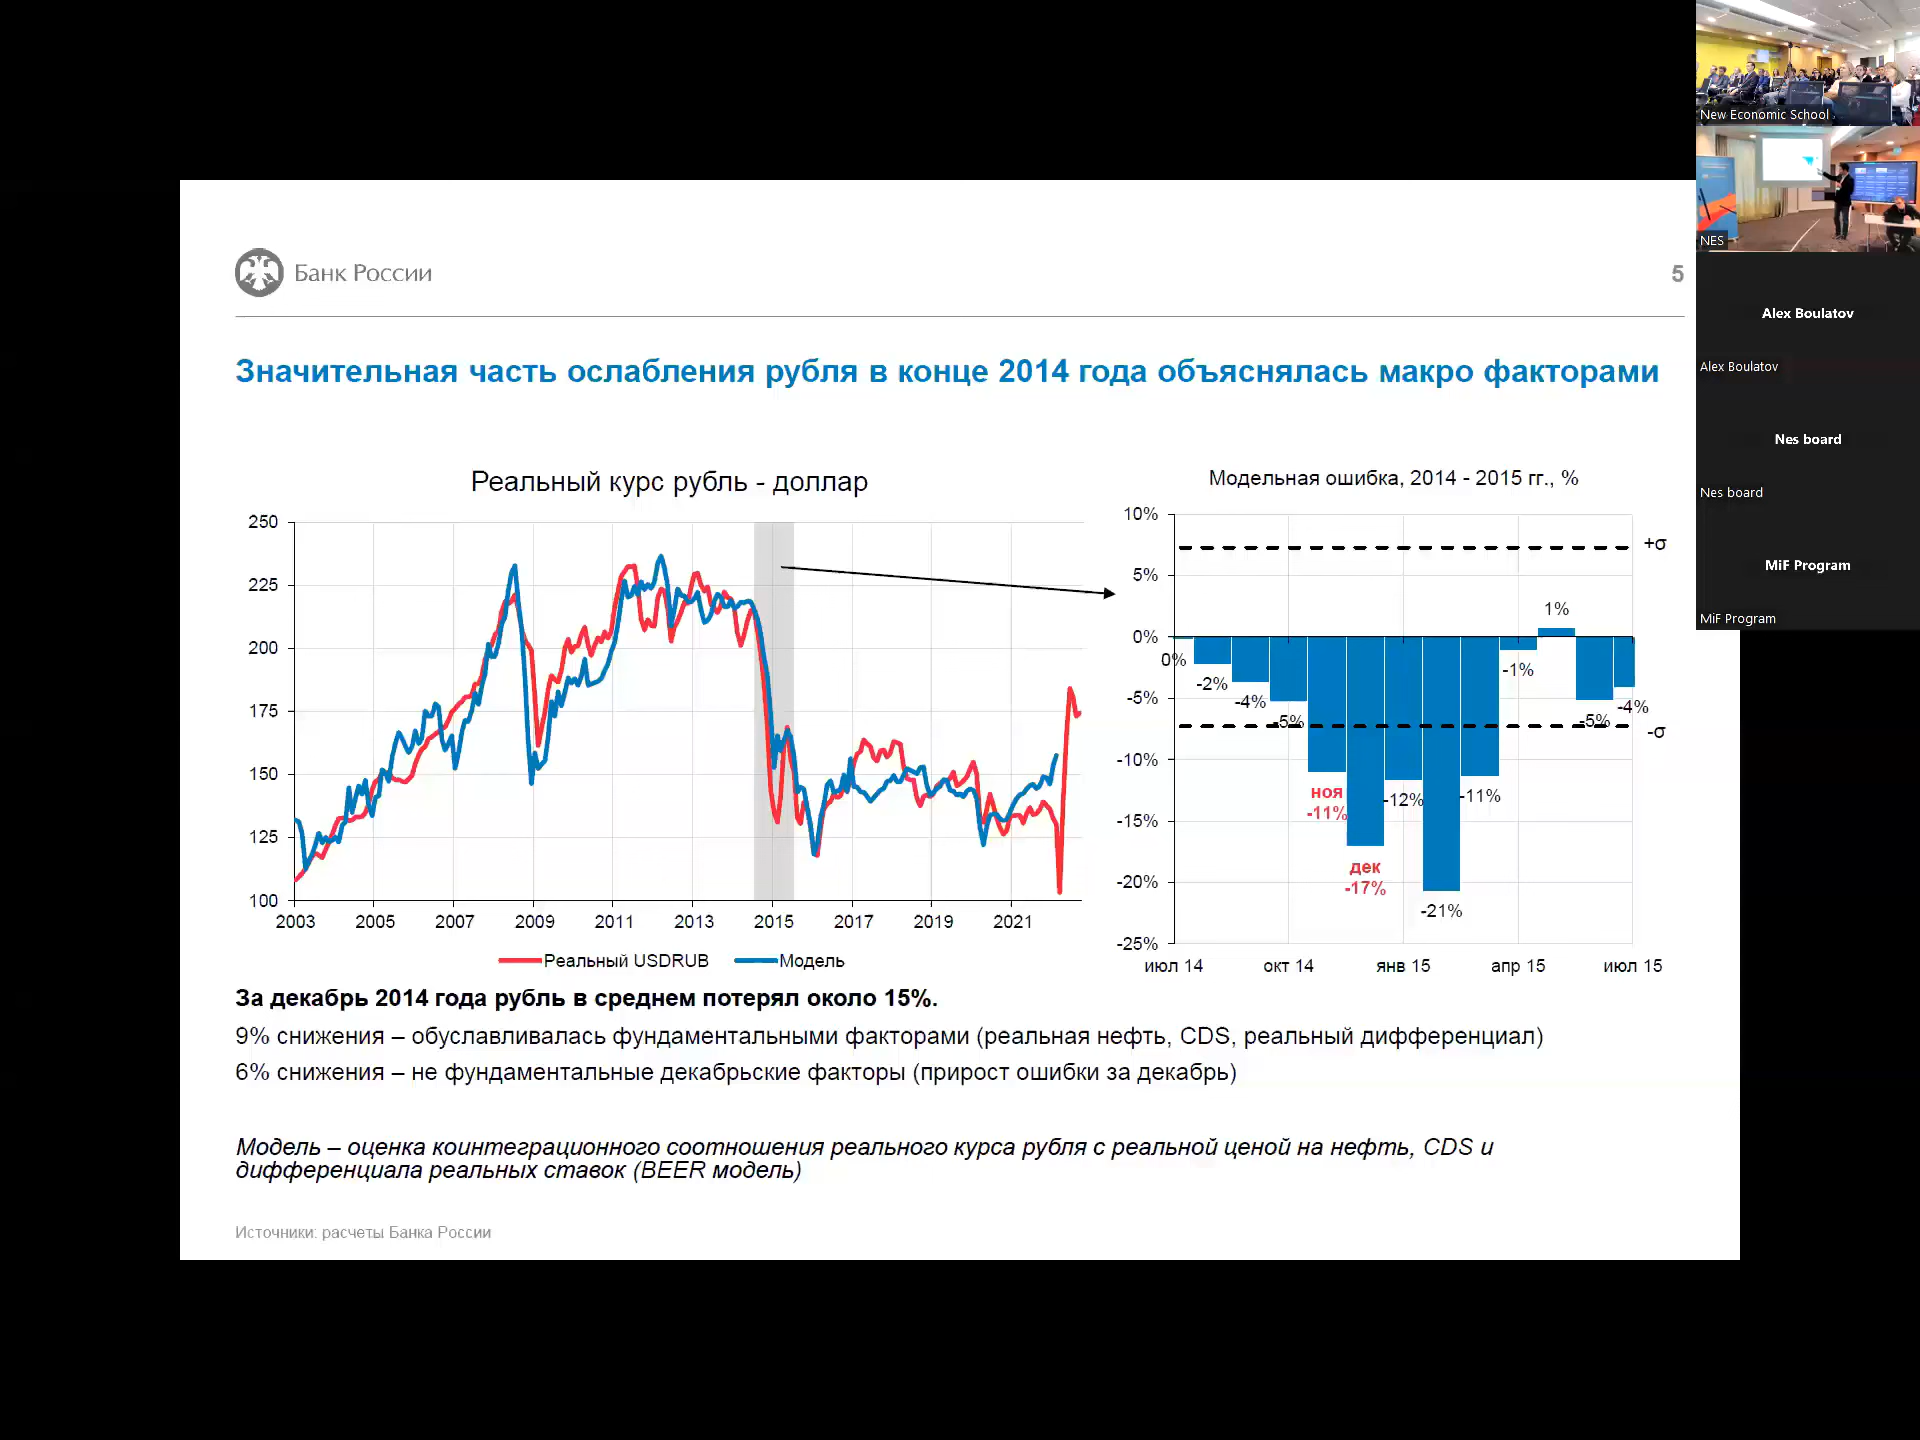 Банк России
5
Значительная часть ослабления рубля в конце 2014 года объяснялась макро факторами
Реальный курс рубль - доллар
250
225
200
175
150
125
100
2003
2005
2007
2009
2011
2013
2015
2017
2019
2021
Реальный USDRUB
Модель
Модельная ошибка, 2014 - 2015 гг., %
10%
5%
0%
-5%
-10%
-15%
-20%
-25%
+σ
-σ
0%
-2%
-4%
-5%
ноя
-11%
дек
-17%
-12%
-21%
-11%
-1%
1%
-5%
-4%
июл 14
окт 14
янв 15
апр 15
июл 15
За декабрь 2014 года рубль в среднем потерял около 15%.
9% снижения – обуславливалась фундаментальными факторами (реальная нефть, CDS, реальный дифференциал)
6% снижения – не фундаментальные декабрьские факторы (прирост ошибки за декабрь)
Модель – оценка коинтеграционного соотношения реального курса рубля с реальной ценой на нефть, CDS и
дифференциала реальных ставок (BEER модель)
Источники: расчеты Банка России
New Economic School
NES
Alex Boulatov
Alex Boulatov
Nes board
Nes board
MiF Program
MiF Program